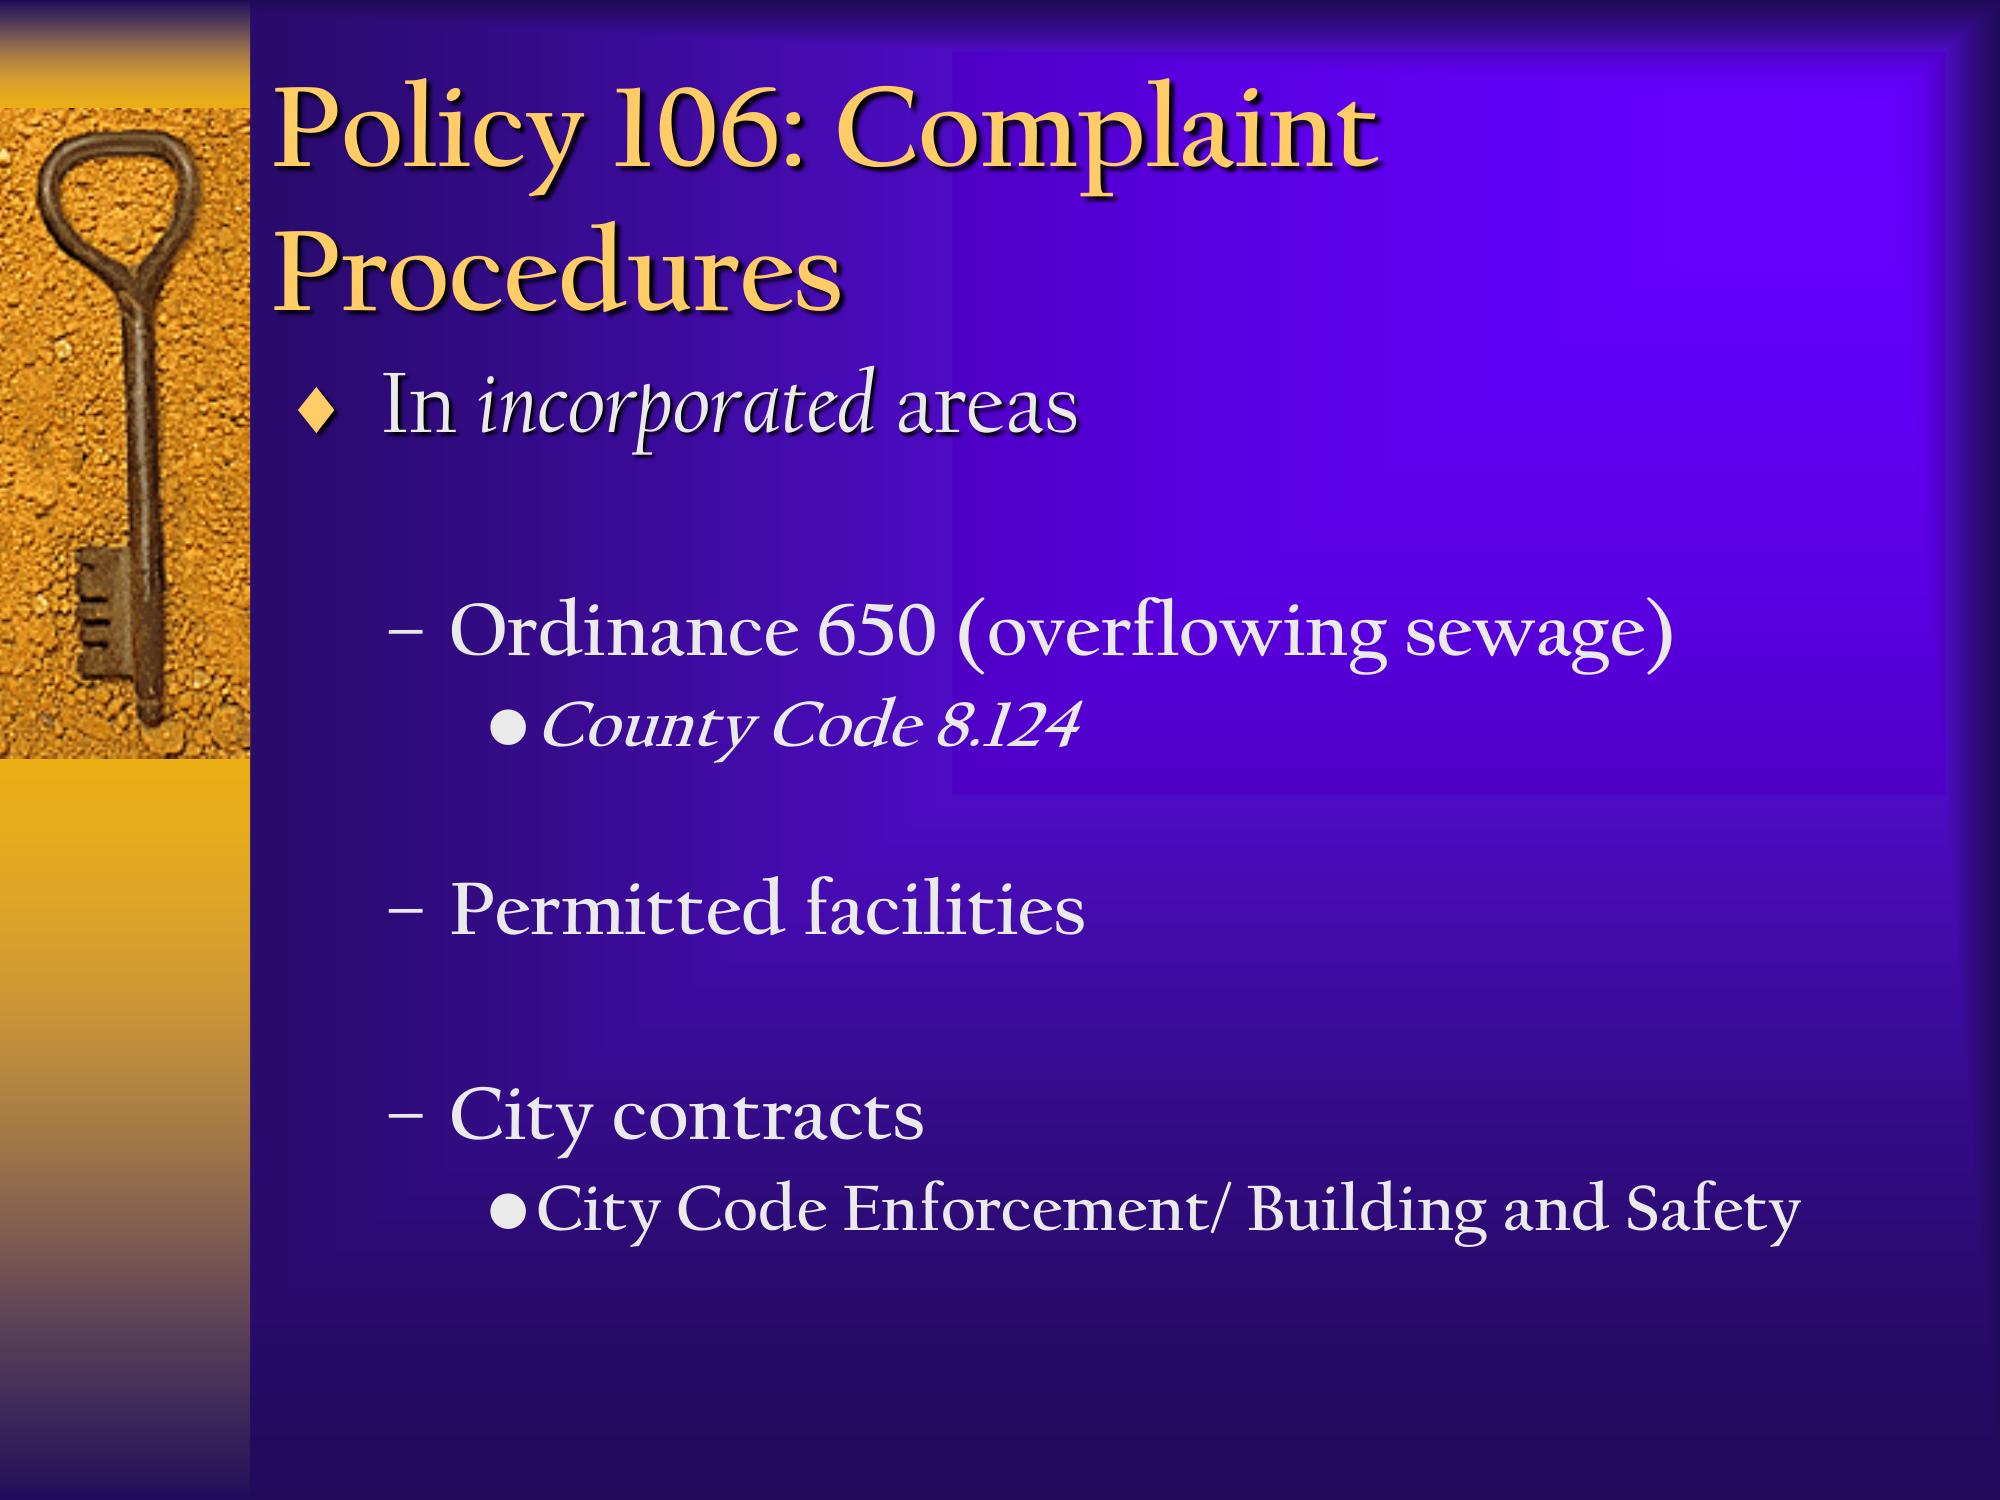 Policy 106: Complaint
Procedures
♦ In incorporated areas
– Ordinance 650 (overflowing sewage)
● County Code 8.124
– Permitted facilities
– City contracts
● City Code Enforcement/ Building and Safety